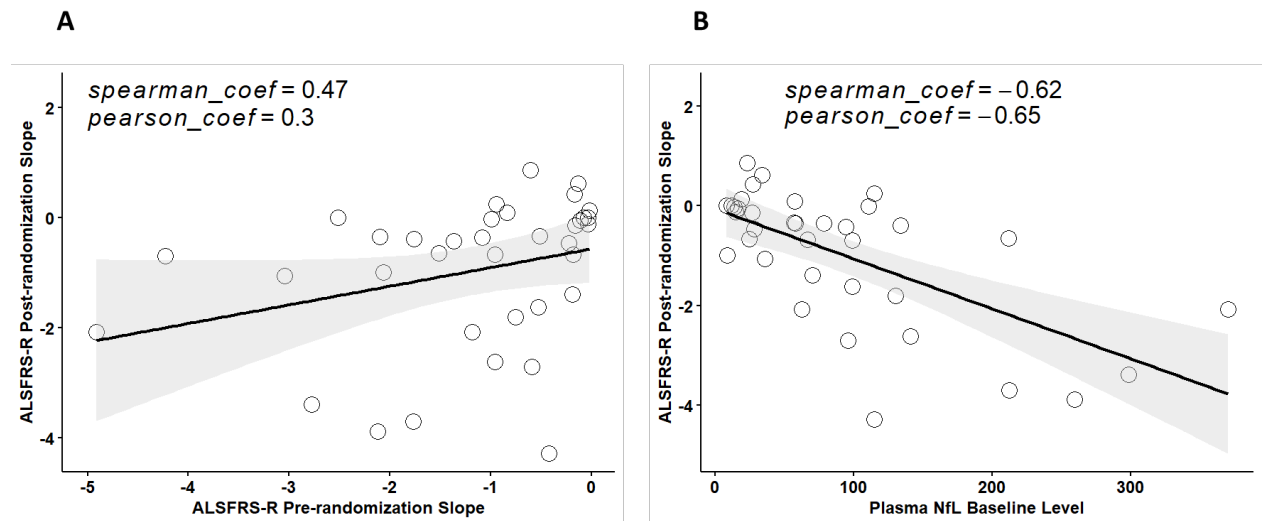 A
spearman_coef = 0.47
pearson_coef = 0.3
ALSFRS-R Post-randomization Slope
2
0
-2
-4
-5
-4
-3
-2
-1
0
ALSFRS-R Pre-randomization Slope
B
spearman_coef = −0.62
pearson_coef = −0.65
ALSFRS-R Post-randomization Slope
2
0
-2
-4
0
100
200
300
Plasma NfL Baseline Level